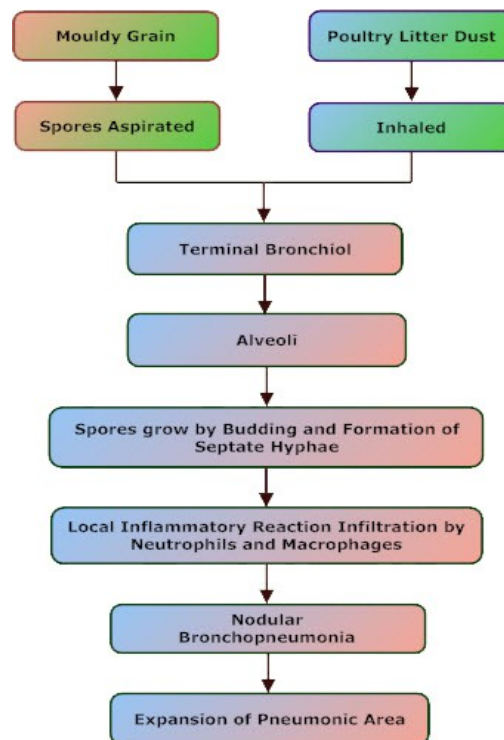 Mouldy Grain
Poultry Litter Dust
Spores Aspirated
Inhaled
Terminal Bronchiol
Alveoli
Spores grow by Budding and Formation of
Septate Hyphae
Local Inflammatory Reaction Infiltration by
Neutrophils and Macrophages
Nodular
Bronchopneumonia
Expansion of Pneumonic Area